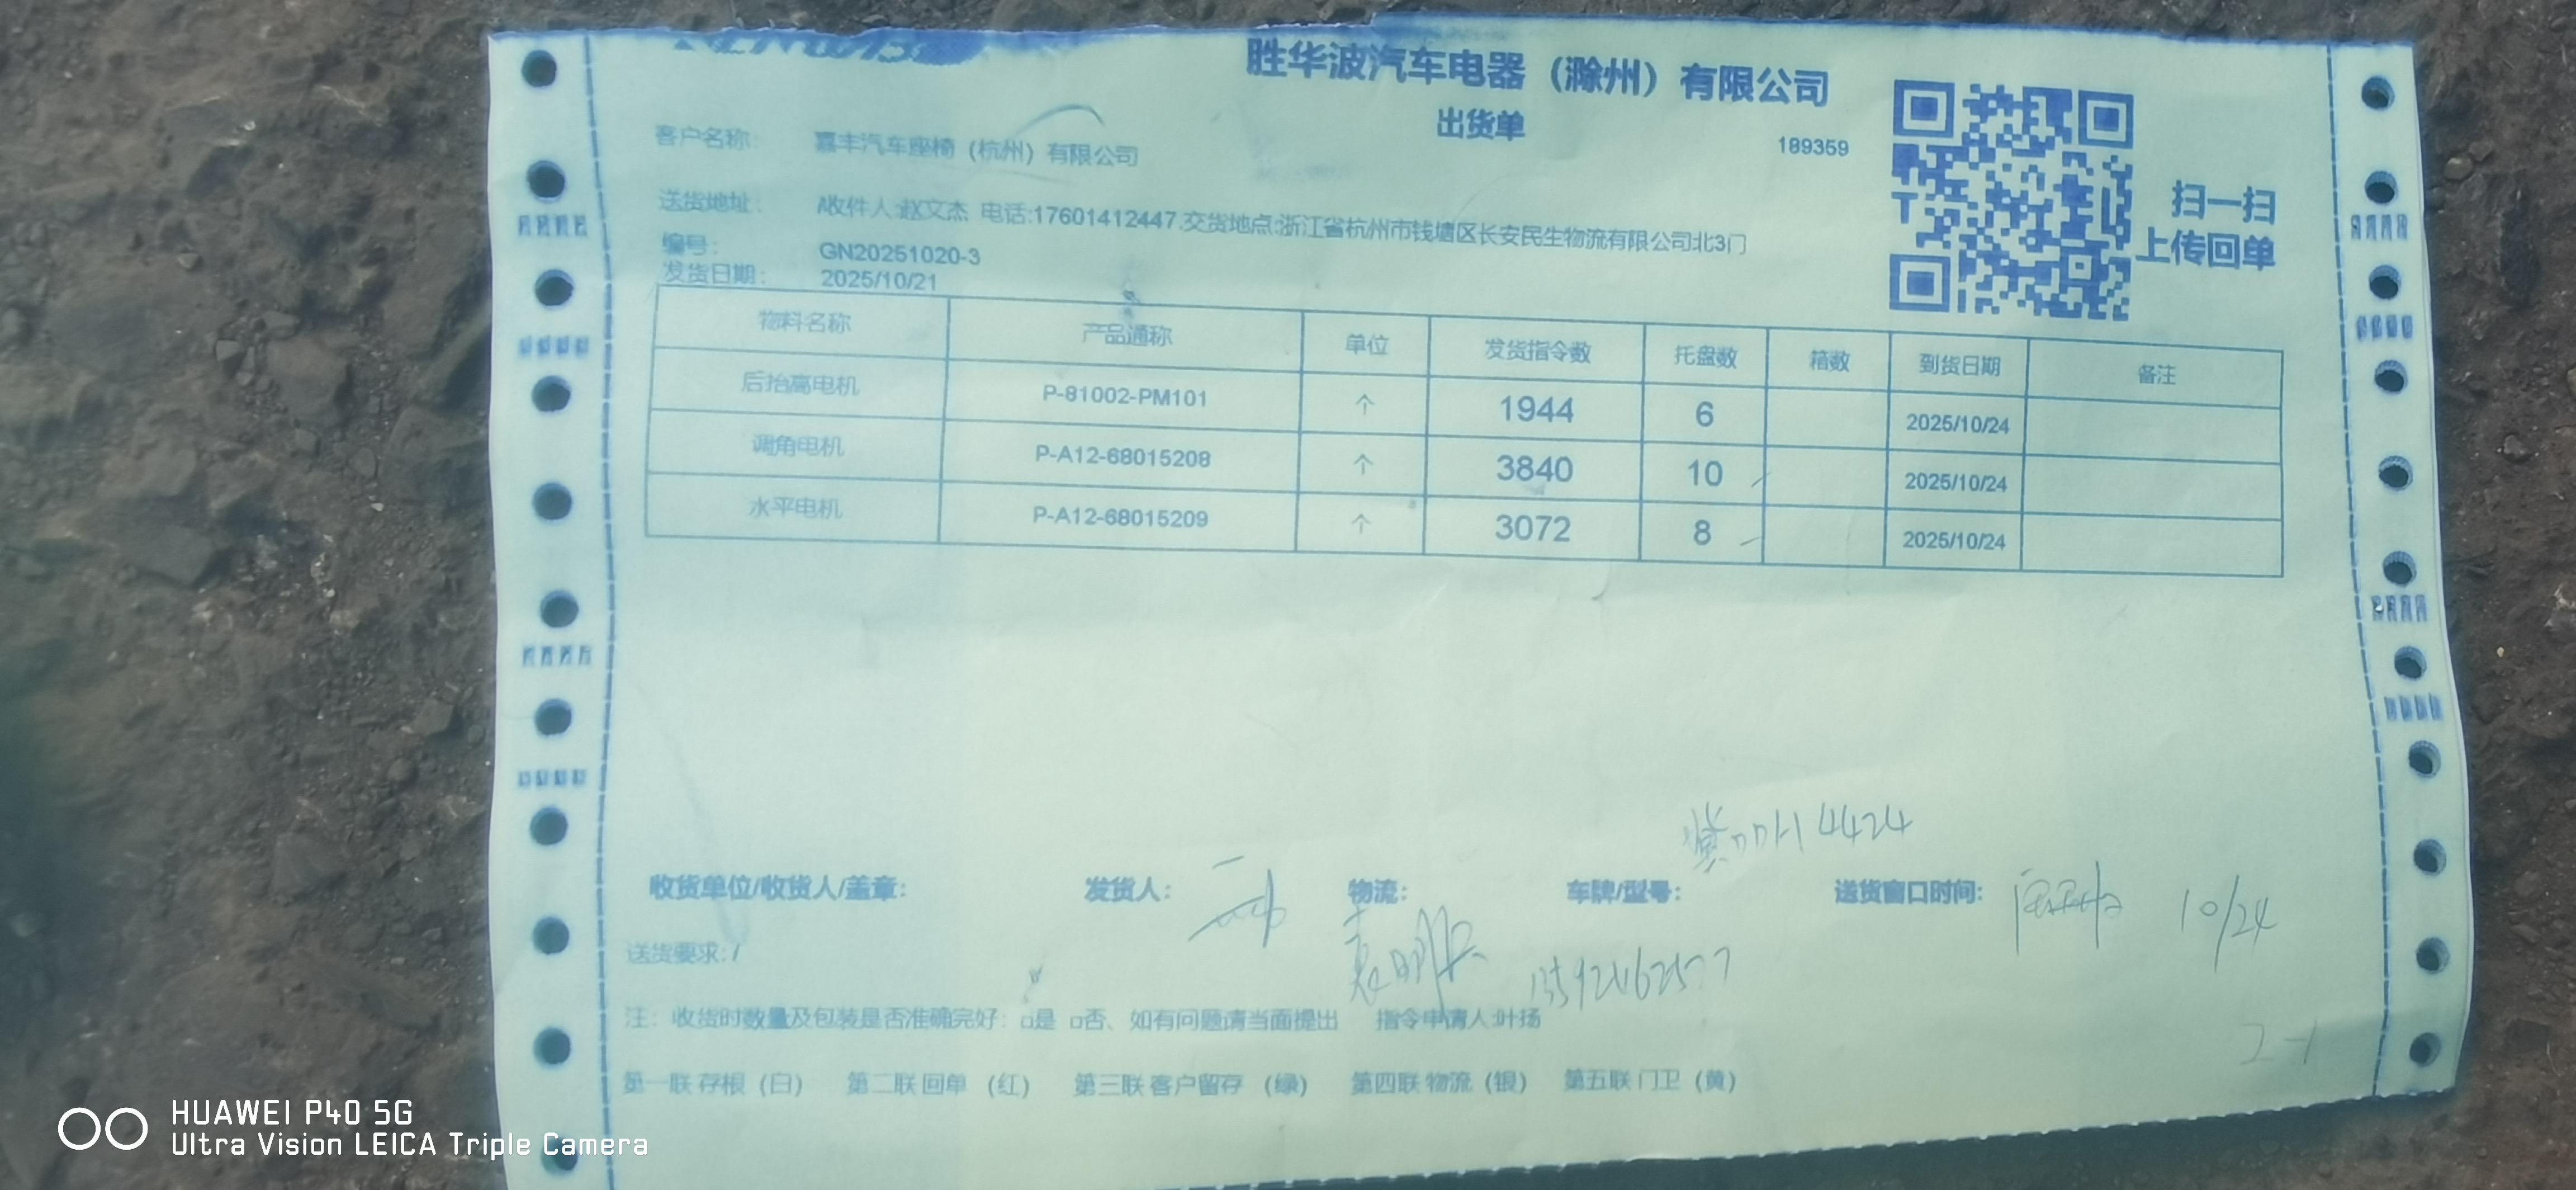 胜华波汽车电器（滁州）有限公司
出货单
189359
客户名称： 嘉丰汽车座椅（杭州）有限公司
扫一扫
上传回单
送货地址： 收件人:赵文杰 电话:17601412447.交货地点:浙江省杭州市钱塘区长安民生物流有限公司北3门
编号： GN20251020-3
发货日期： 2025/10/21
物料名称 产品通称 单位 发货指令数 托盘数 箱数 到货日期 备注
后抬高电机 P-81002-PM101 个 1944 6 2025/10/24
调角电机 P-A12-68015208 个 3840 10 2025/10/24
水平电机 P-A12-68015209 个 3072 8 2025/10/24
4424
收货单位/收货人/盖章： 发货人： 物流： 车牌/型号： 送货窗口时间： 10/24
送货要求：/
注：收货时数量及包装是否准确完好：□是 □否、如有问题请当面提出 指令申请人:叶扬
2-1
第一联 存根（白） 第二联 回单（红） 第三联 客户留存（绿） 第四联 物流（银） 第五联 门卫（黄）
HUAWEI P40 5G
Ultra Vision LEICA Triple Camera